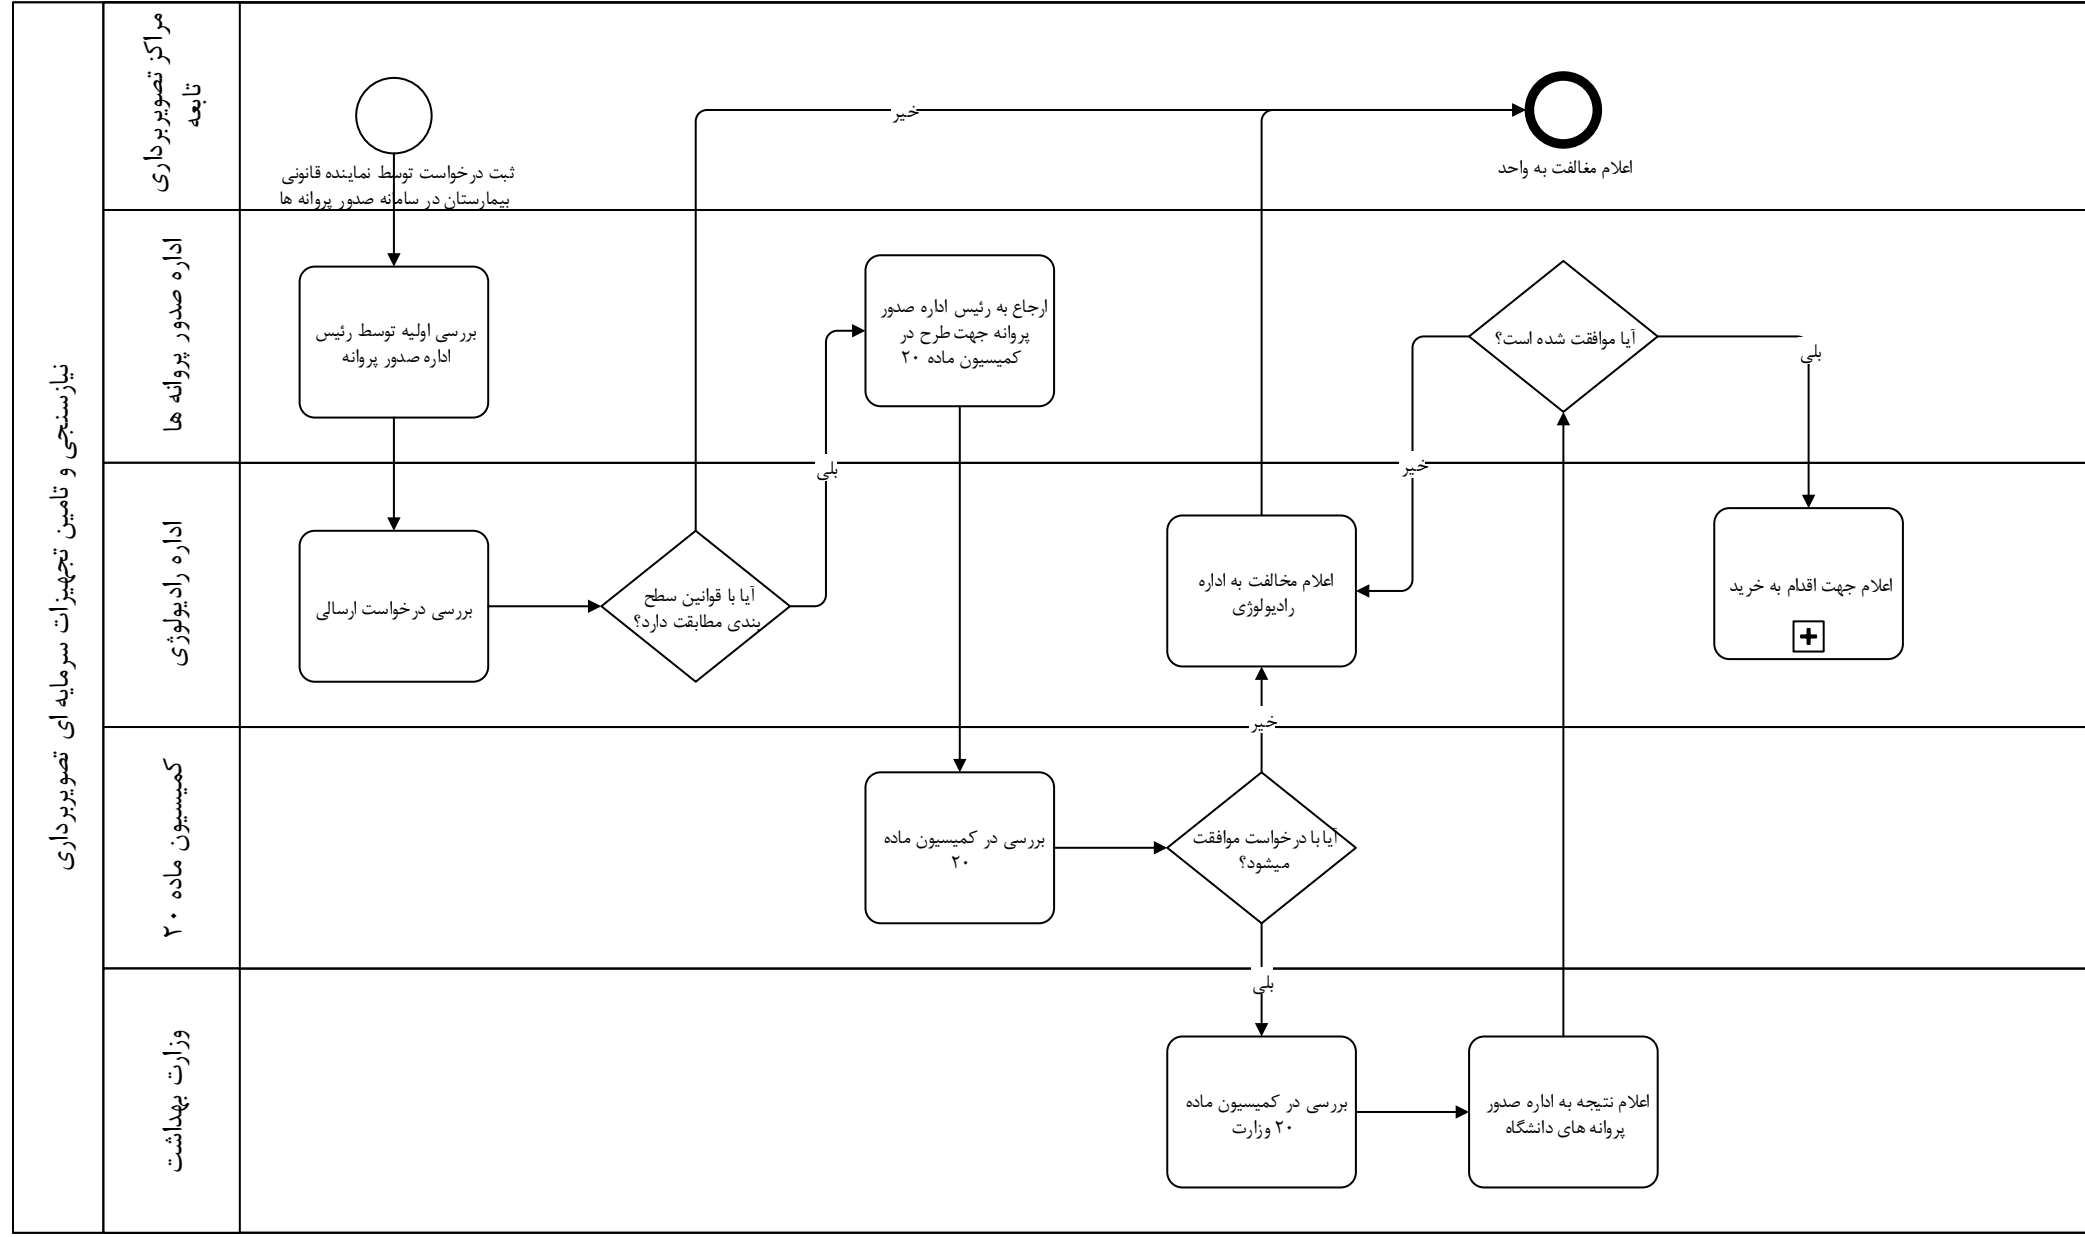 نیازسنجی و تامین تجهیزات سرمایه ای تصویربرداری
مراکز تصویربرداری
تابعه
ثبت درخواست توسط نماینده قانونی
بیمارستان در سامانه صدور پروانه ها
خیر
اعلام مغالفت به واحد
اداره صدور پروانه ها
بررسی اولیه توسط رئیس
اداره صدور پروانه
ارجاع به رئیس اداره صدور
پروانه جهت طرح در
کمیسیون ماده ۲۰
آیا موافقت شده است؟
بلی
بلی
خیر
اداره رادیولوژی
بررسی درخواست ارسالی
آیا با قوانین سطح
بندی مطابقت دارد؟
اعلام مخالفت به اداره
رادیولوژی
اعلام جهت اقدام به خرید
خیر
کمیسیون ماده ۲۰
بررسی در کمیسیون ماده
۲۰
آیا با درخواست موافقت
میشود؟
بلی
وزارت بهداشت
بررسی در کمیسیون ماده
۲۰ وزارت
اعلام نتیجه به اداره صدور
پروانه های دانشگاه